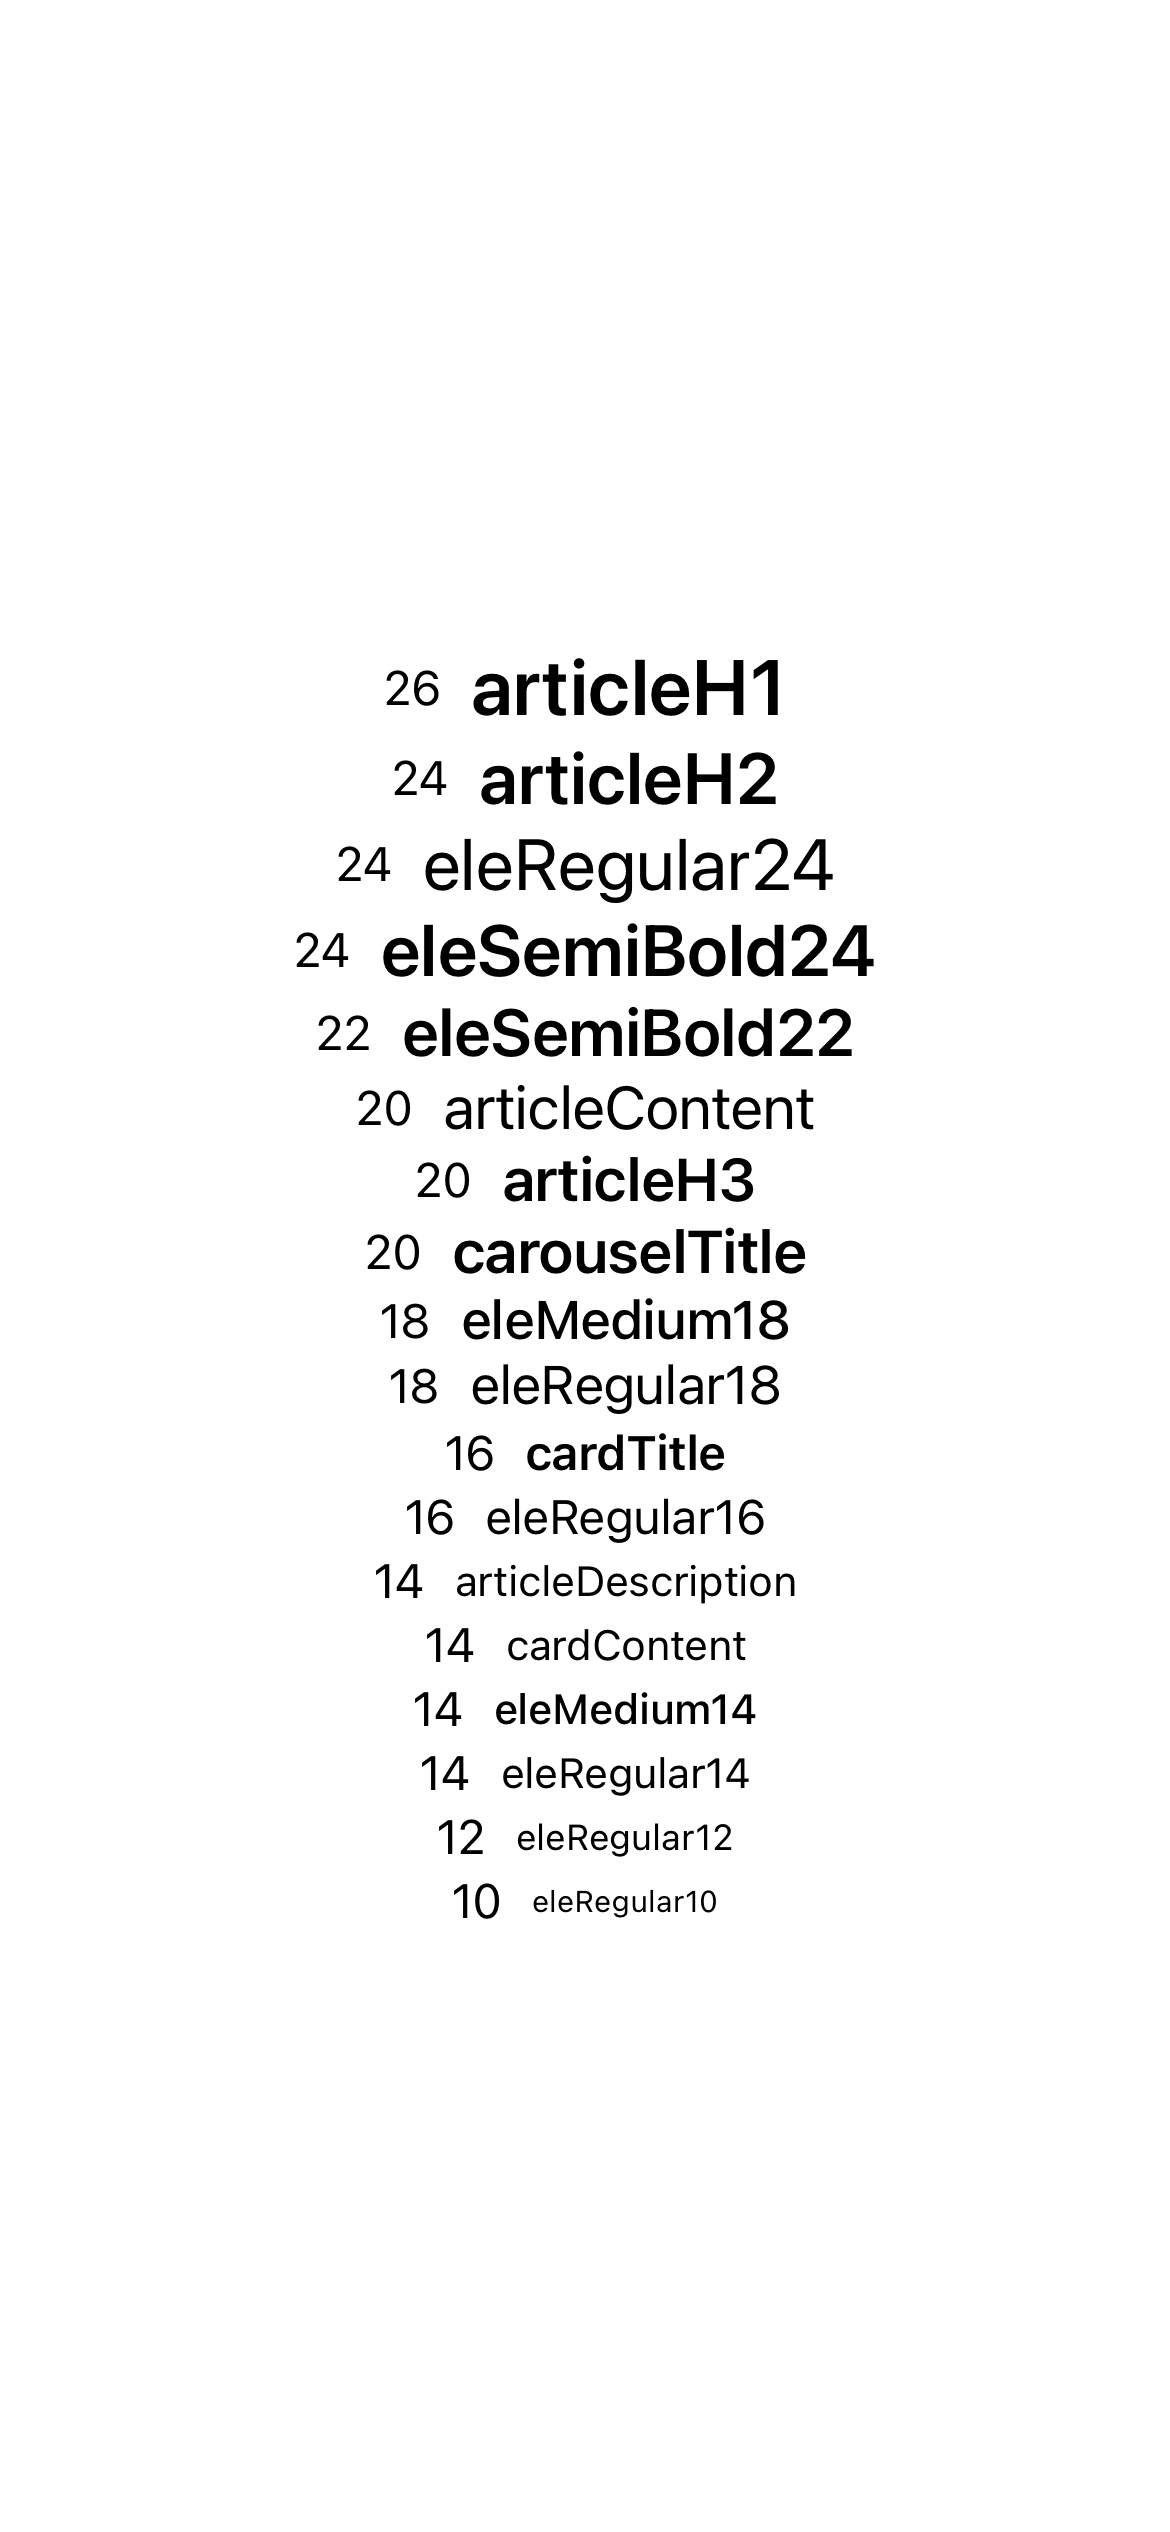 26 articleH1
24 articleH2
24 eleRegular24
24 eleSemiBold24
22 eleSemiBold22
20 articleContent
20 articleH3
20 carouselTitle
18 eleMedium18
18 eleRegular18
16 cardTitle
16 eleRegular16
14 articleDescription
14 cardContent
14 eleMedium14
14 eleRegular14
12 eleRegular12
10 eleRegular10